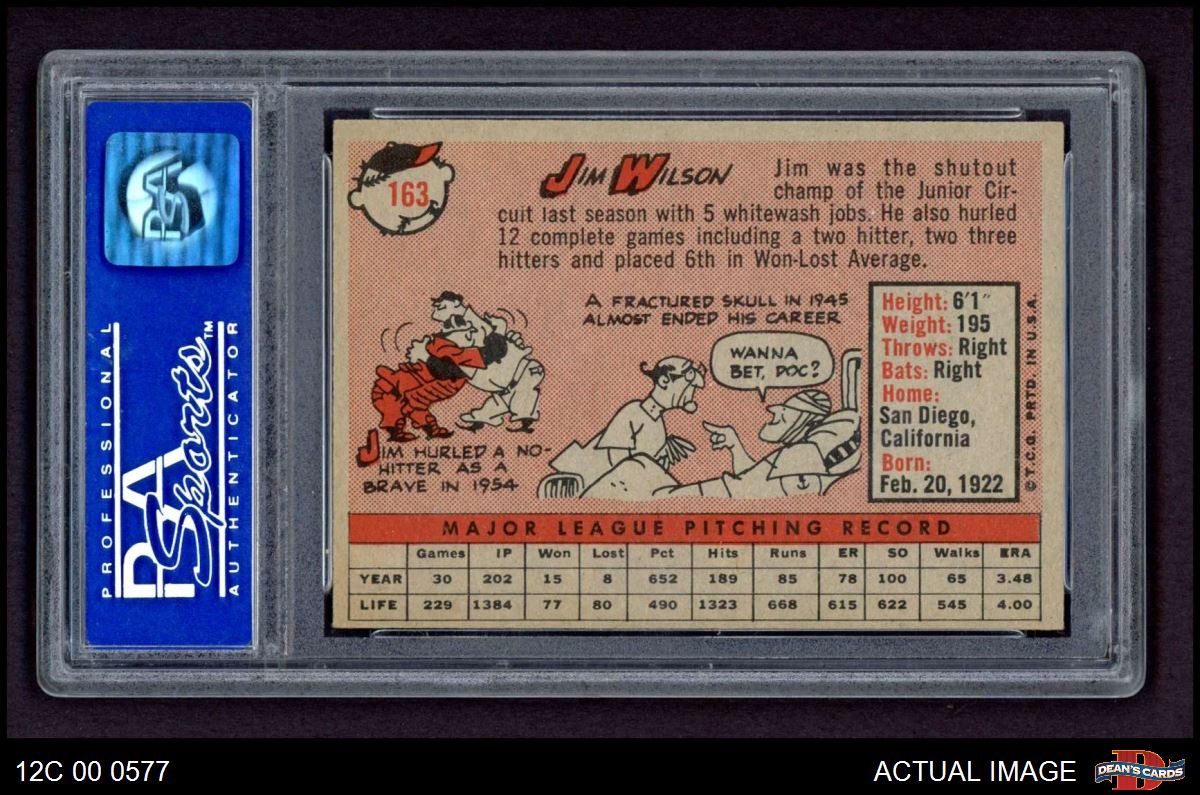 PSA
PROFESSIONAL
PSA Sports™
AUTHENTICATOR
163
JIM WILSON
Jim was the shutout
champ of the Junior Cir-
cuit last season with 5 whitewash jobs. He also hurled
12 complete games including a two hitter, two three
hitters and placed 6th in Won-Lost Average.
JIM HURLED A NO-
HITTER AS A
BRAVE IN 1954
A FRACTURED SKULL IN 1945
ALMOST ENDED HIS CAREER
WANNA
BET, DOC?
Height: 6'1"
Weight: 195
Throws: Right
Bats: Right
Home:
San Diego,
California
Born:
Feb. 20, 1922
© T.C.G. PRTD. IN U.S.A.
MAJOR LEAGUE PITCHING RECORD
Games IP Won Lost Pct Hits Runs ER SO Walks ERA
YEAR 30 202 15 8 652 189 85 78 100 65 3.48
LIFE 229 1384 77 80 490 1323 668 615 622 545 4.00
12C 00 0577
ACTUAL IMAGE
D
DEAN'S CARDS